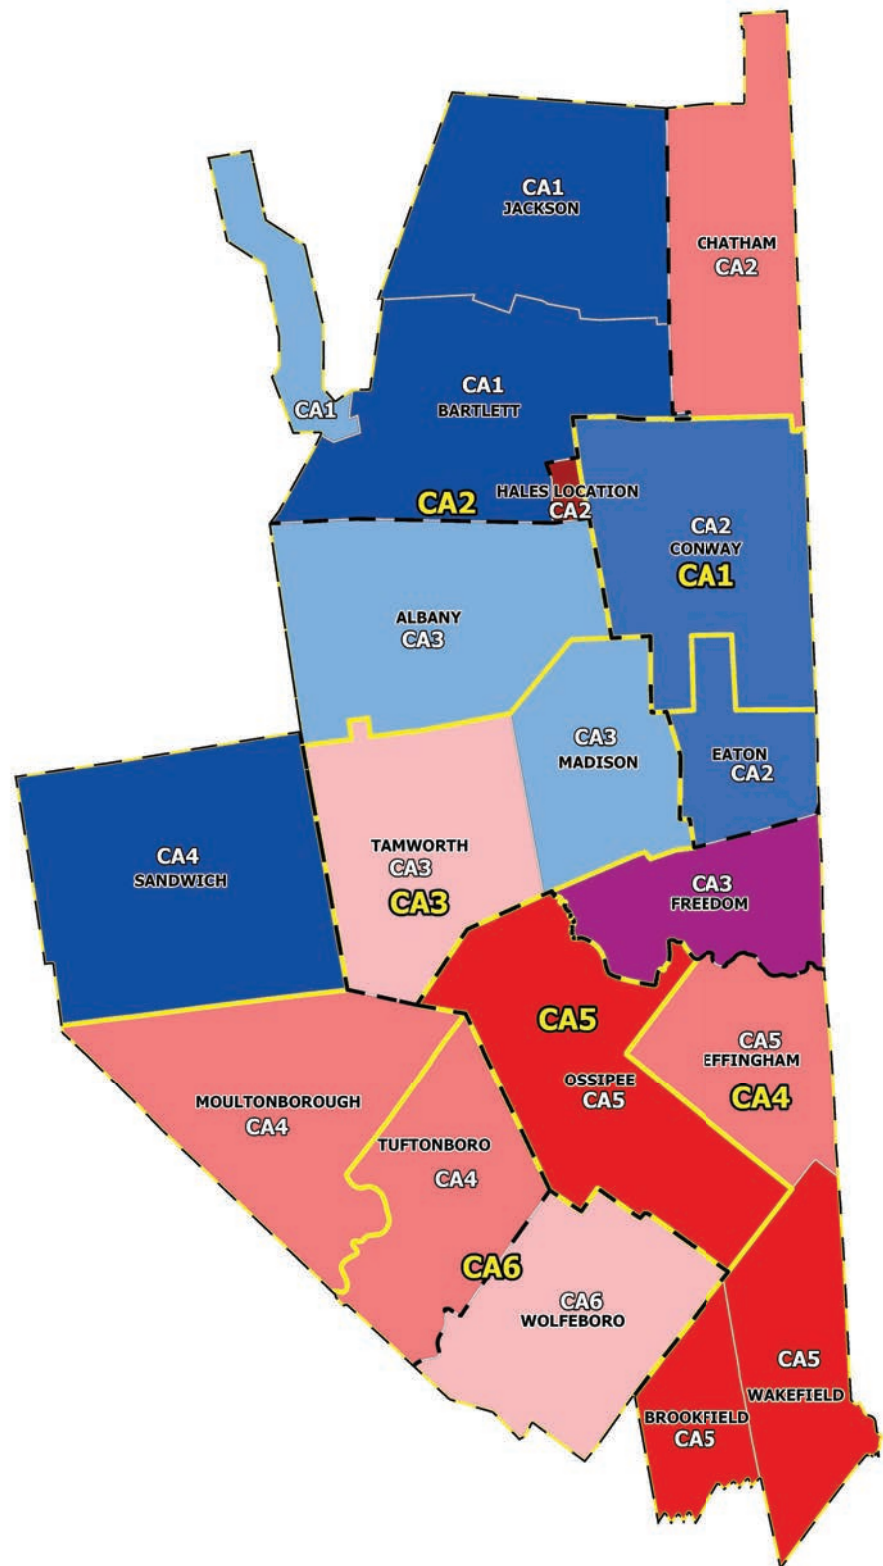 CA1
JACKSON
CHATHAM
CA2
CA1
BARTLETT
CA1
HALES LOCATION
CA2
CA2
CA2
CONWAY
CA1
ALBANY
CA3
CA3
MADISON
EATON
CA2
TAMWORTH
CA3
CA3
CA4
SANDWICH
CA3
FREEDOM
CA5
CA5
EFFINGHAM
CA4
OSSIPEE
CA5
MOULTONBOROUGH
CA4
TUFTONBORO
CA4
CA6
CA6
WOLFEBORO
CA5
WAKEFIELD
BROOKFIELD
CA5